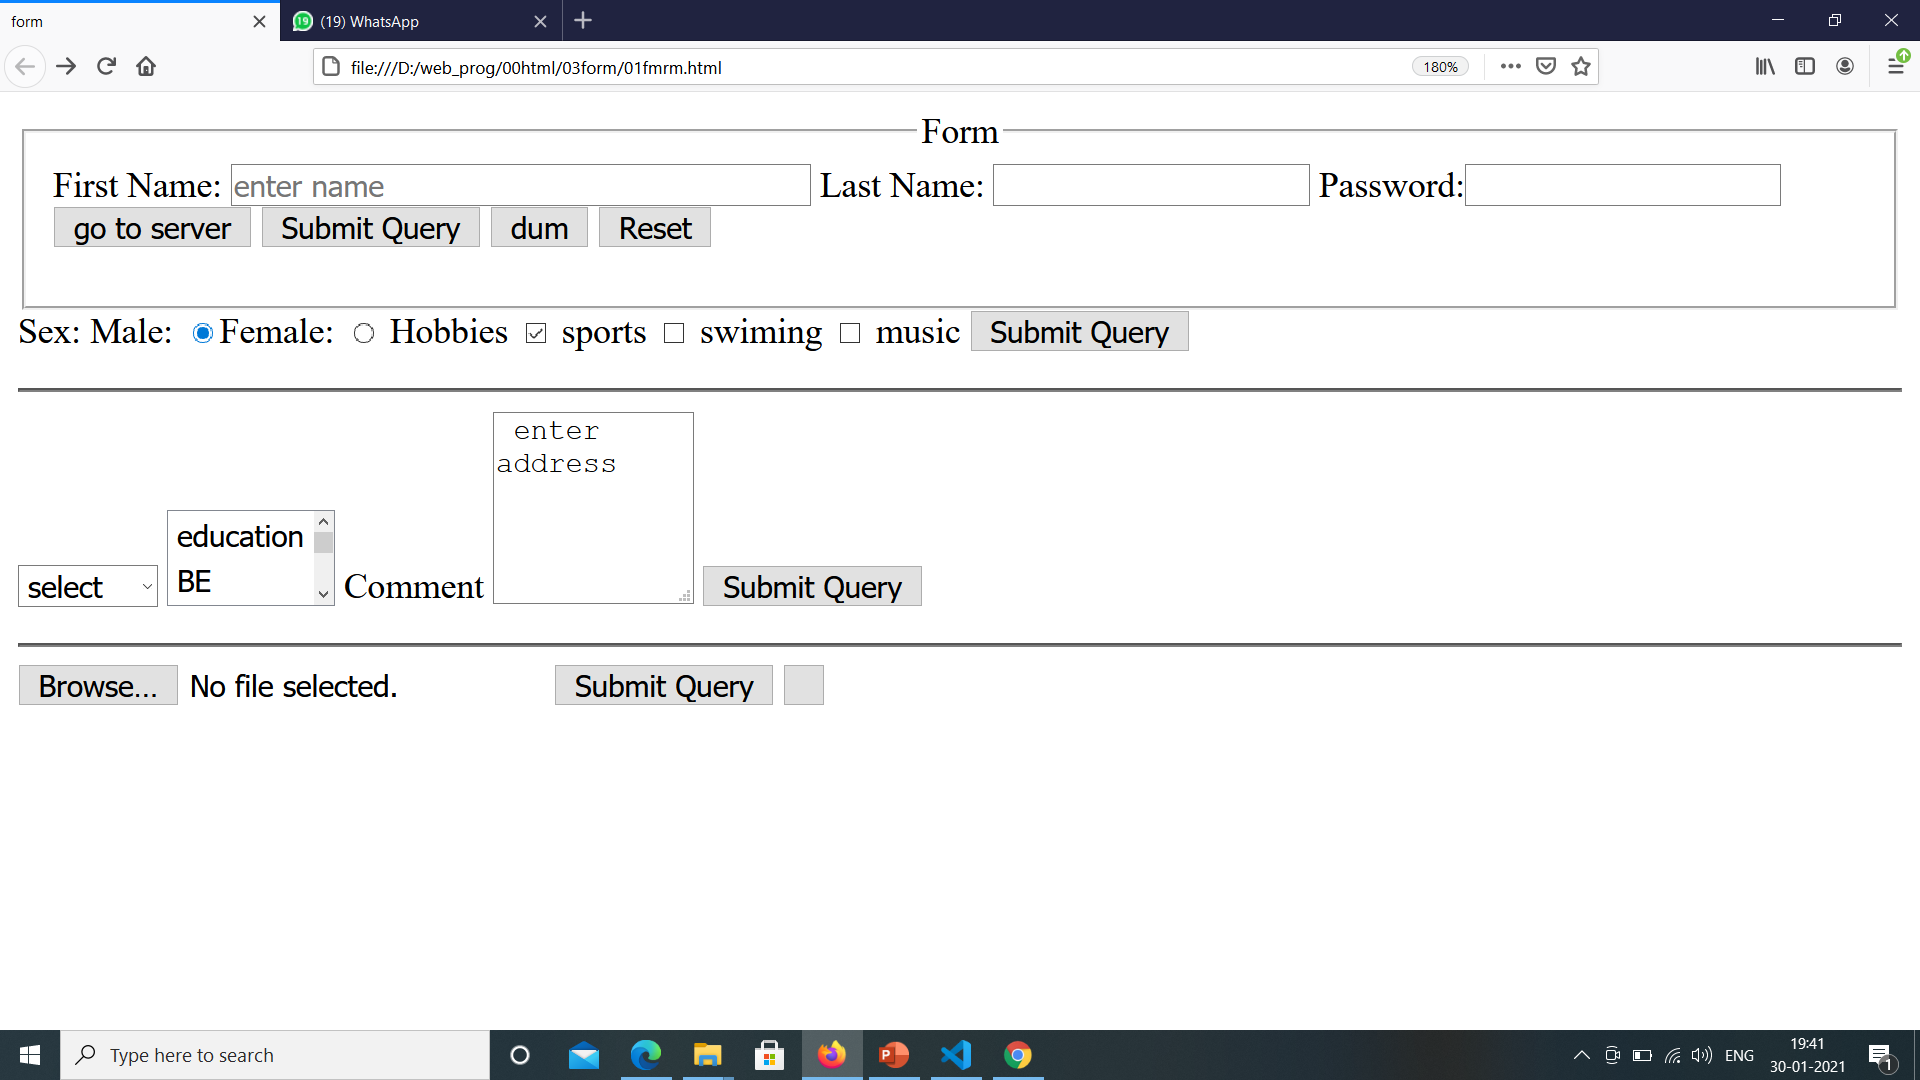 form
(19) WhatsApp
file:///D:/web_prog/00html/03form/01fmrm.html
180%
Form
First Name: enter name Last Name: Password:
go to server Submit Query dum Reset
Sex: Male: Female: Hobbies sports swiming music Submit Query
enter
address
education
BE
select Comment Submit Query
Browse... No file selected. Submit Query
Type here to search
ENG
19:41
30-01-2021
1